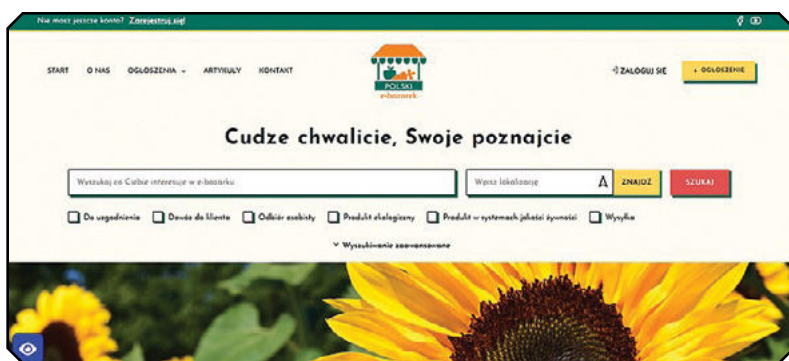 Nie masz jeszcze konta? Zarejestruj się!
START O NAS OGŁOSZENIA ARTYKUŁY KONTAKT
POLSKI
e-bazarek
ZALOGUJ SIĘ
+ OGŁOSZENIE
Cudze chwalicie, Swoje poznajcie
Wyszukaj co Ciebie interesuje w e-bazarku
Wpisz lokalizację
ZNAJDŹ
SZUKAJ
Do uzgodnienia Dowóz do klienta Odbiór osobisty Produkt ekologiczny Produkt w systemach jakości żywności Wysyłka
Wyszukiwanie zaawansowane